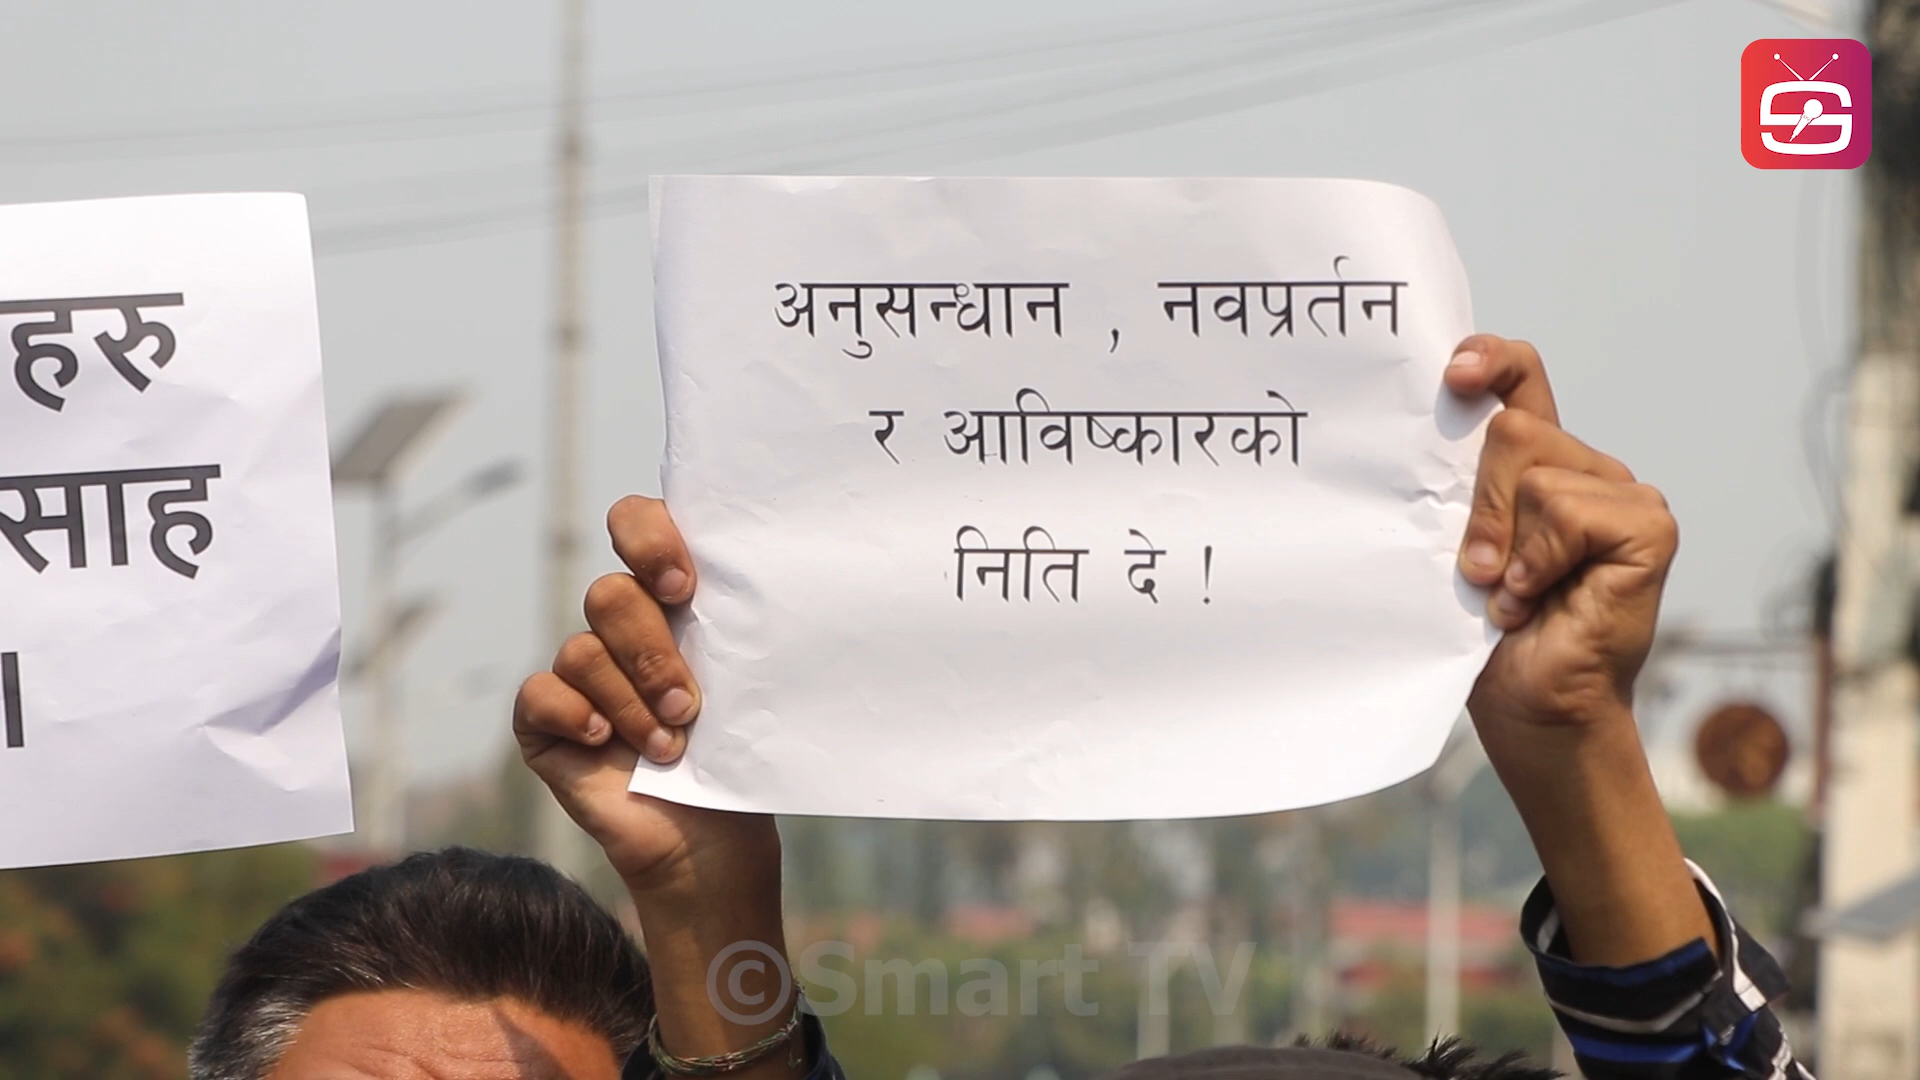 हरु
साह
।
अनुसन्धान , नवप्रर्तन
र आविष्कारको
निति दे !
©Smart TV